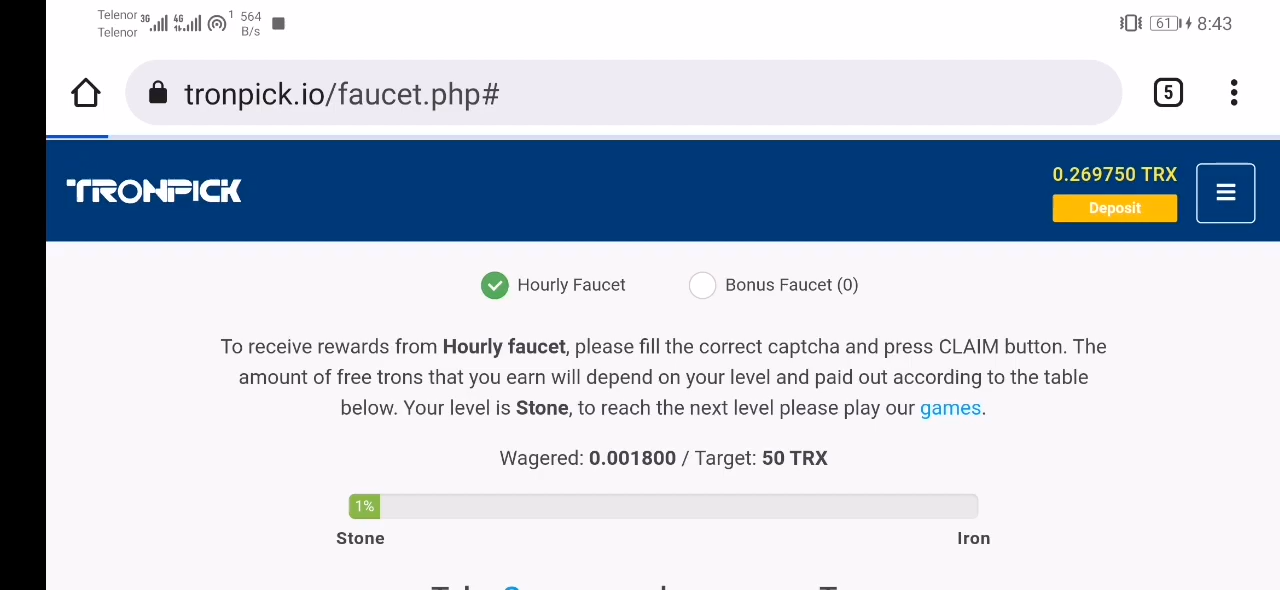 Telenor 3G 4G 1 564 61 8:43
Telenor B/s
tronpick.io/faucet.php# 5
TRONPICK 0.269750 TRX
Deposit
Hourly Faucet Bonus Faucet (0)
To receive rewards from Hourly faucet, please fill the correct captcha and press CLAIM button. The
amount of free trons that you earn will depend on your level and paid out according to the table
below. Your level is Stone, to reach the next level please play our games.
Wagered: 0.001800 / Target: 50 TRX
1%
Stone Iron